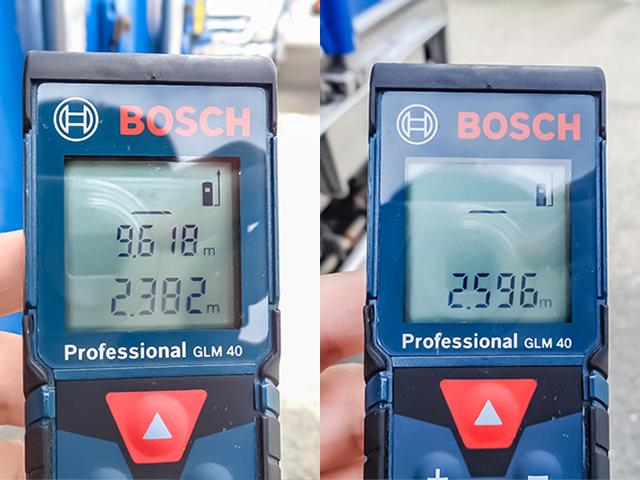 BOSCH
9.618 m
2.382 m
Professional GLM 40
BOSCH
2.596 m
Professional GLM 40